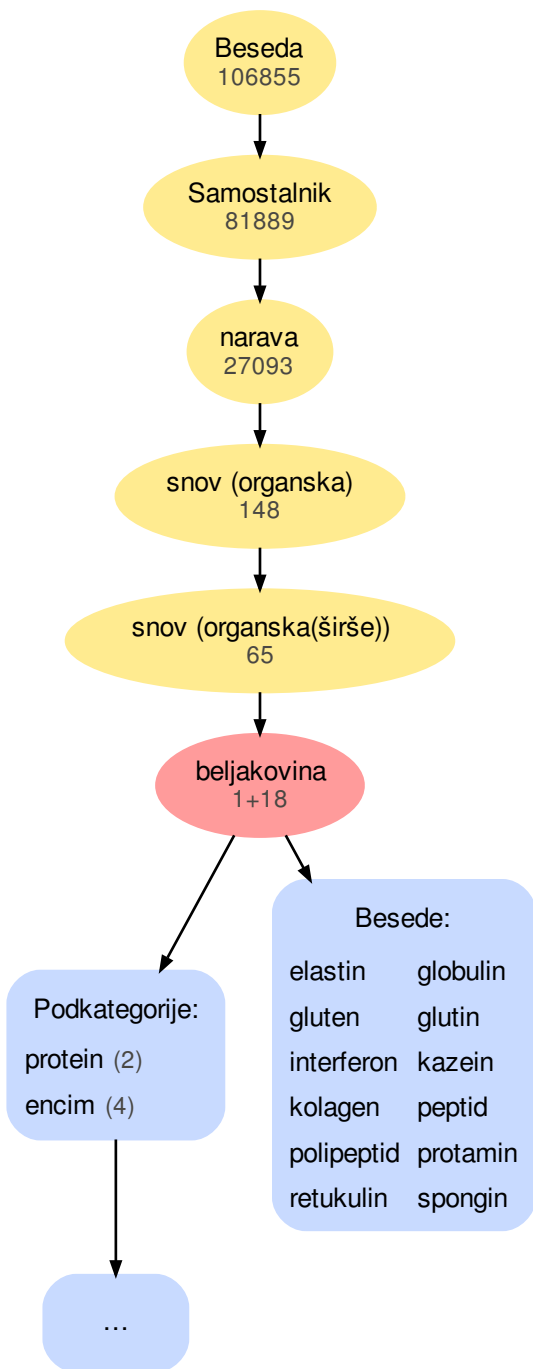 Beseda
106855
Samostalnik
81889
narava
27093
snov (organska)
148
snov (organska(širše))
65
beljakovina
1+18
Podkategorije:
protein (2)
encim (4)
...
Besede:
elastin globulin
gluten glutin
interferon kazein
kolagen peptid
polipeptid protamin
retukulin spongin